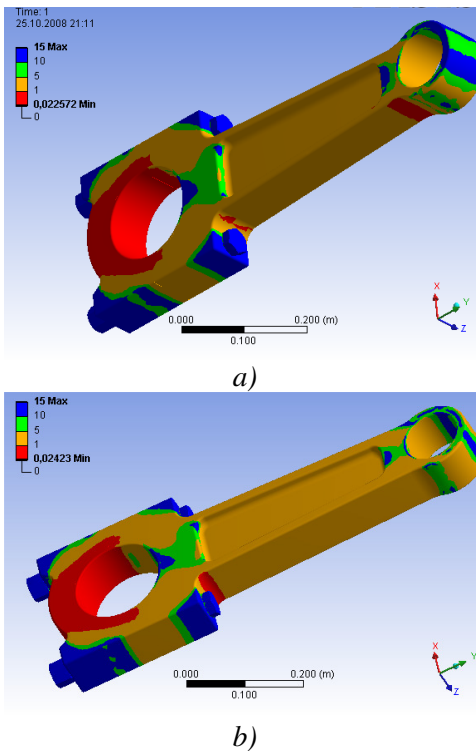 Time: 1
25.10.2008 21:11
15 Max
10
5
1
0,022572 Min
0
0.000 0.200 (m)
0.100
X
Y
Z
a)
15 Max
10
5
1
0,02423 Min
0
0.000 0.200 (m)
0.100
X
Y
Z
b)